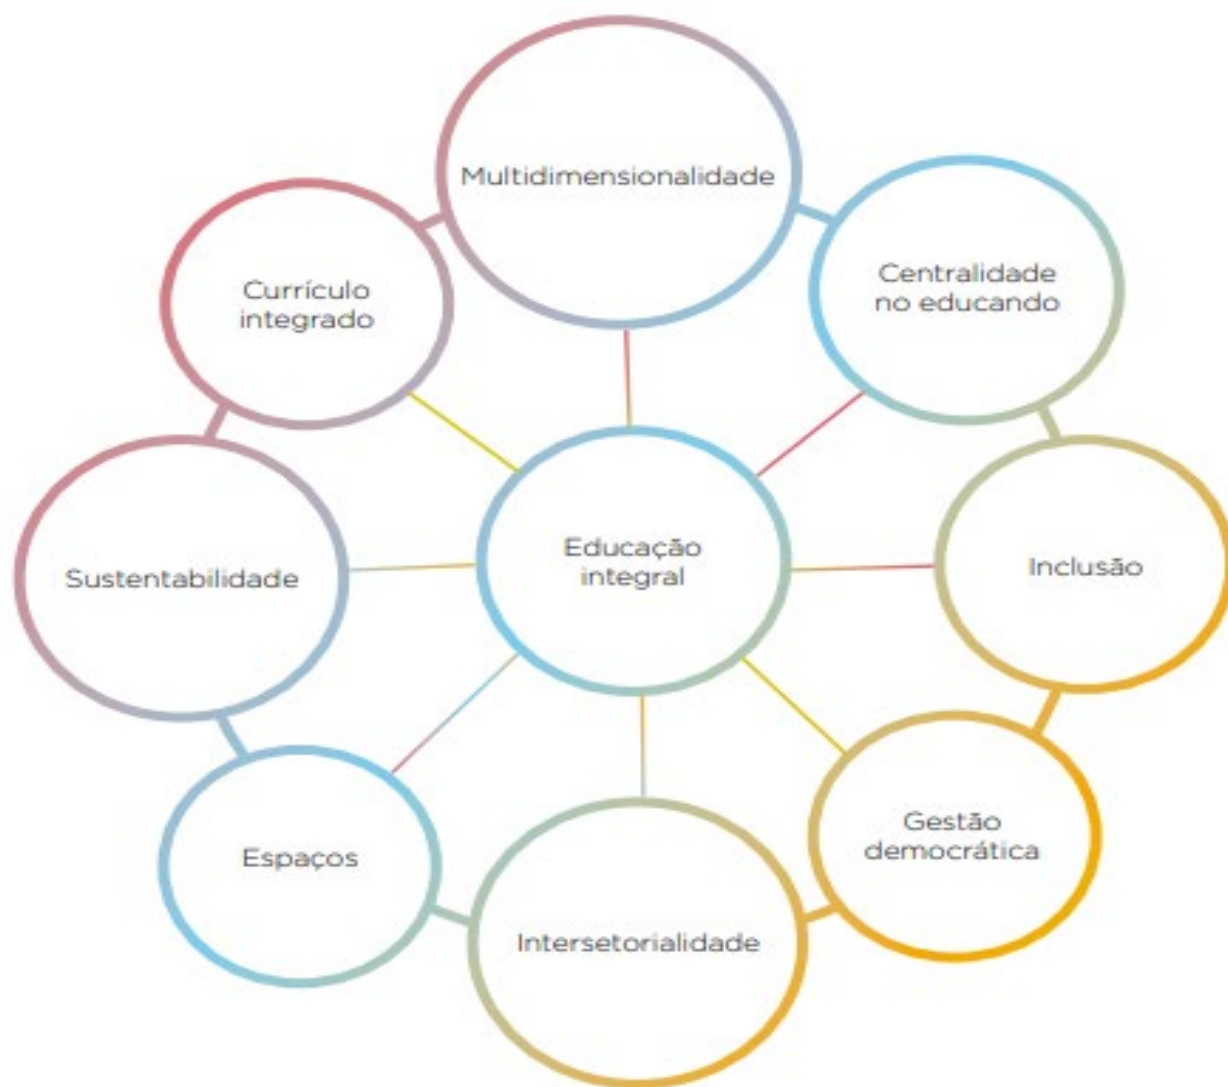 Multidimensionalidade
Centralidade
no educando
Currículo
integrado
Educação
integral
Inclusão
Sustentabilidade
Gestão
democrática
Espaços
Intersetorialidade